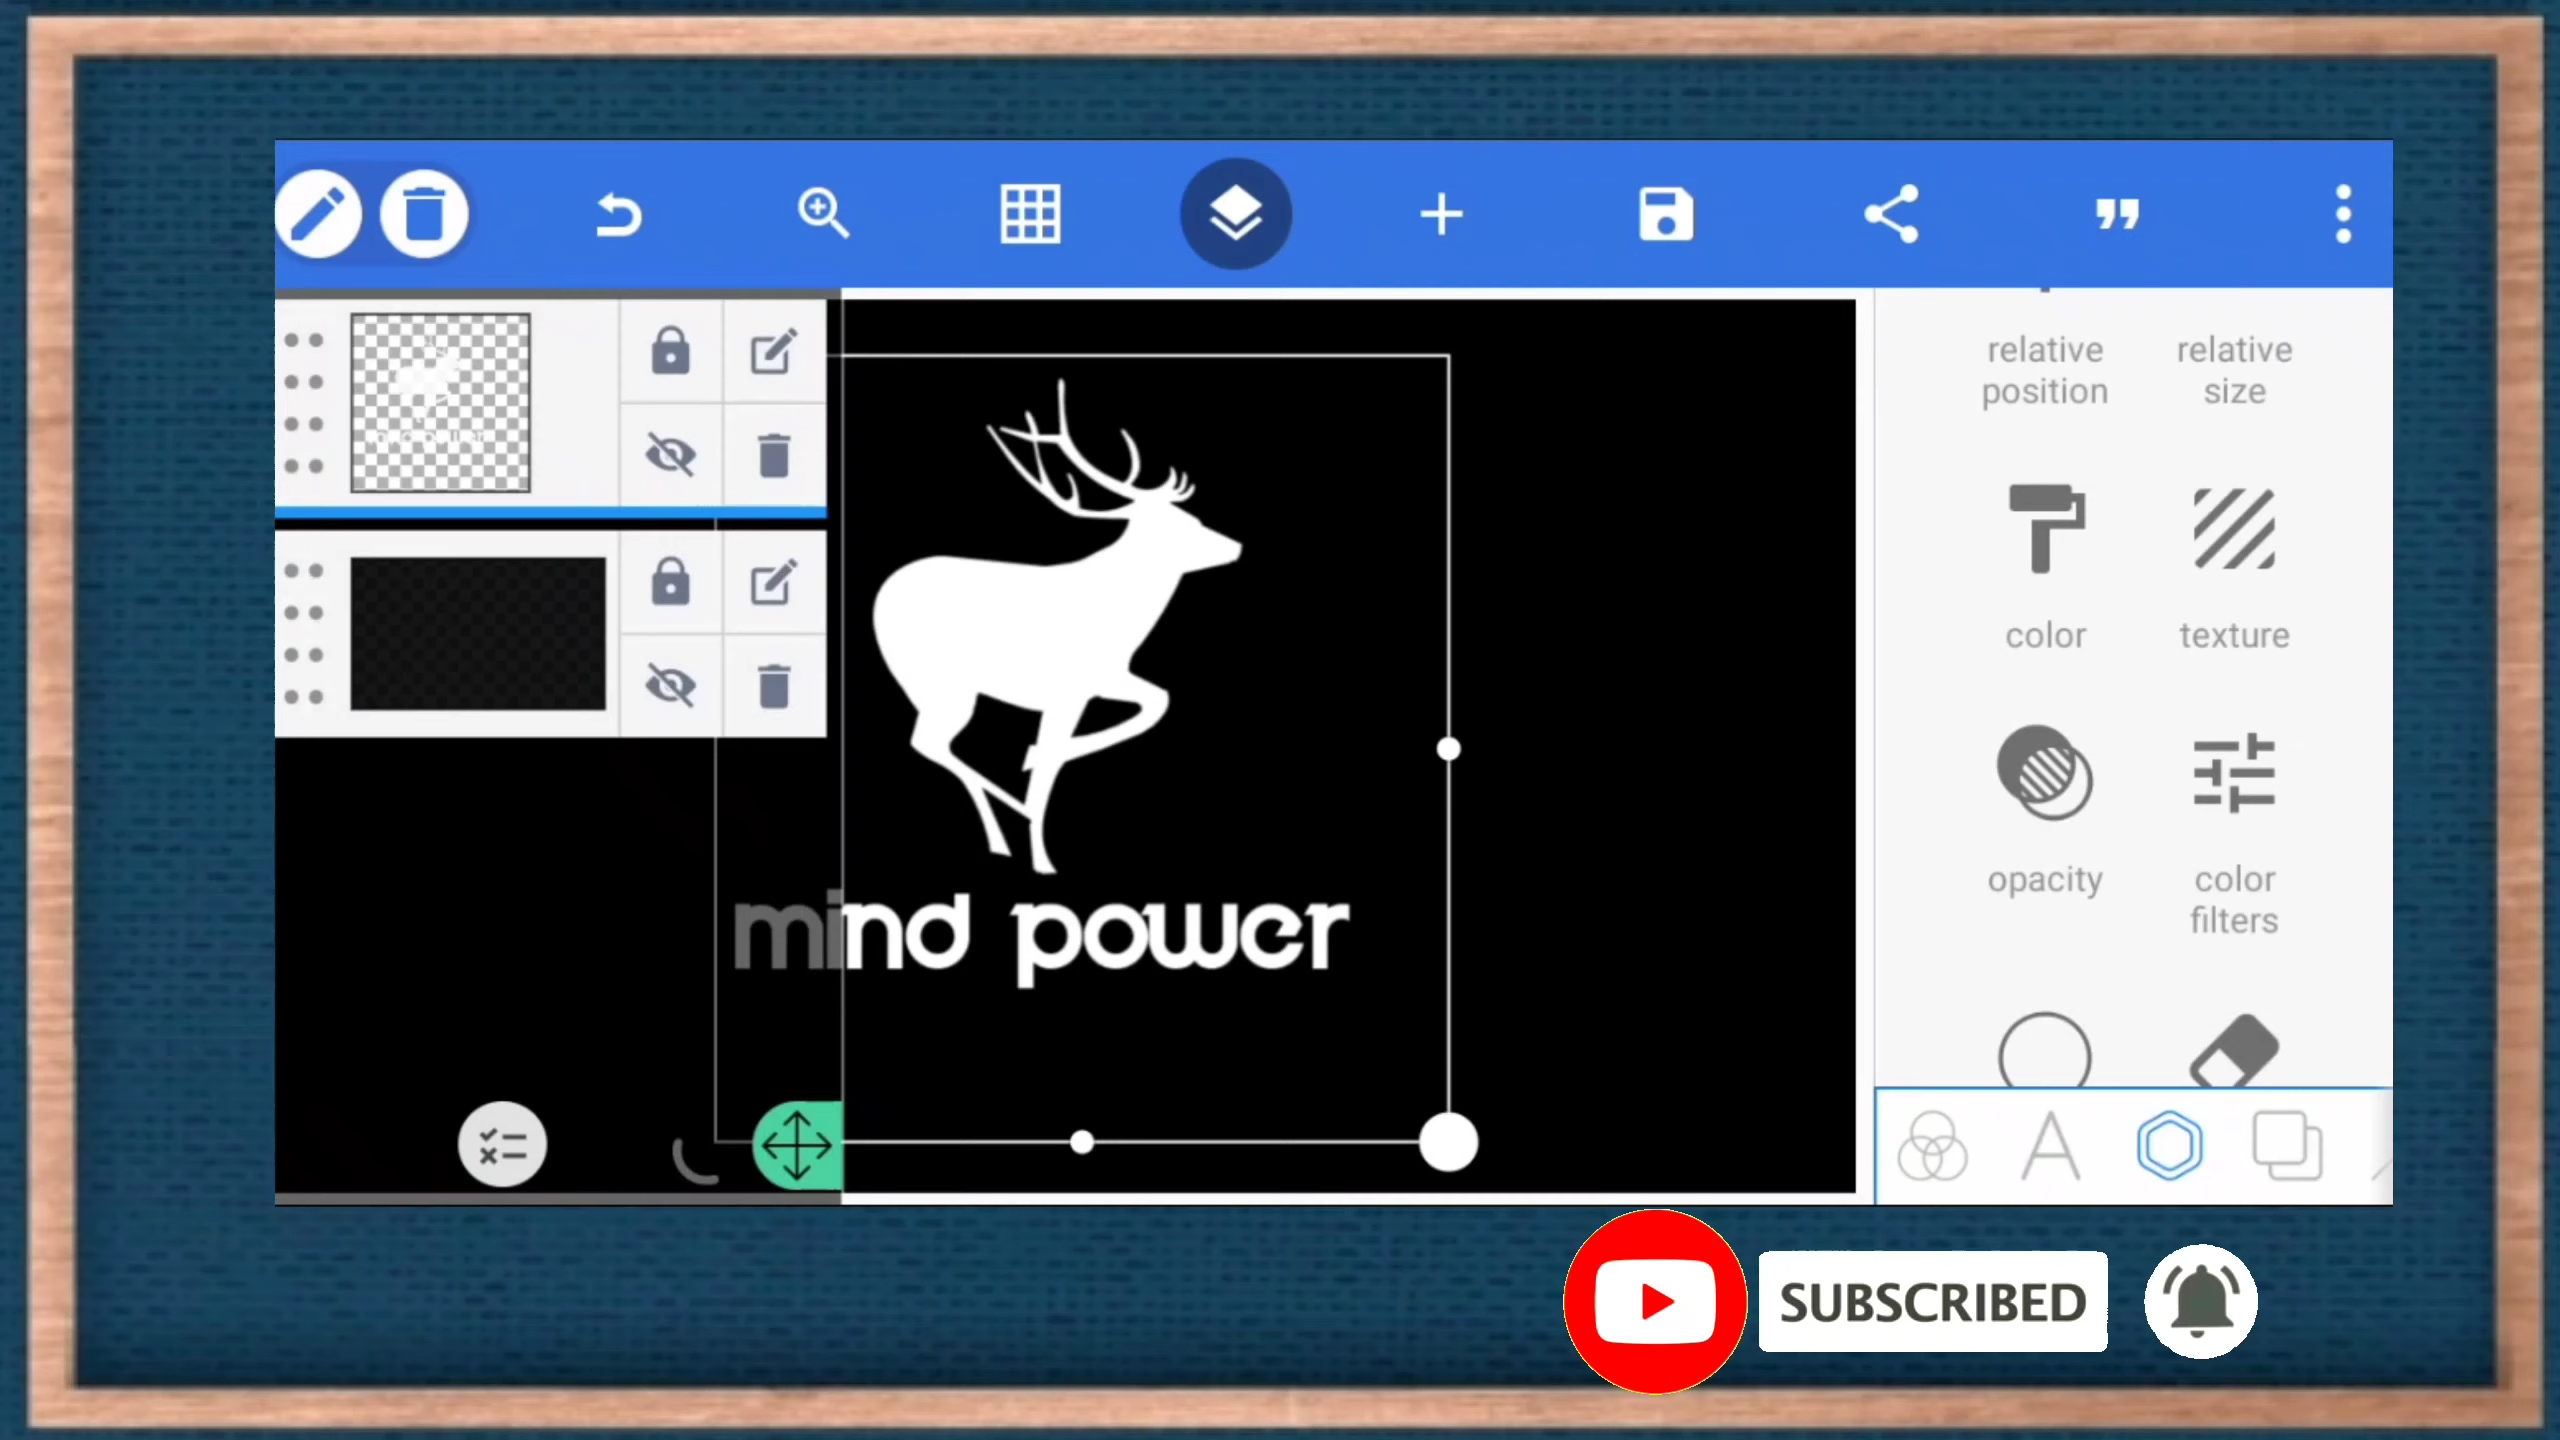 relative position
relative size
color
texture
opacity
color filters
mind power
SUBSCRIBED